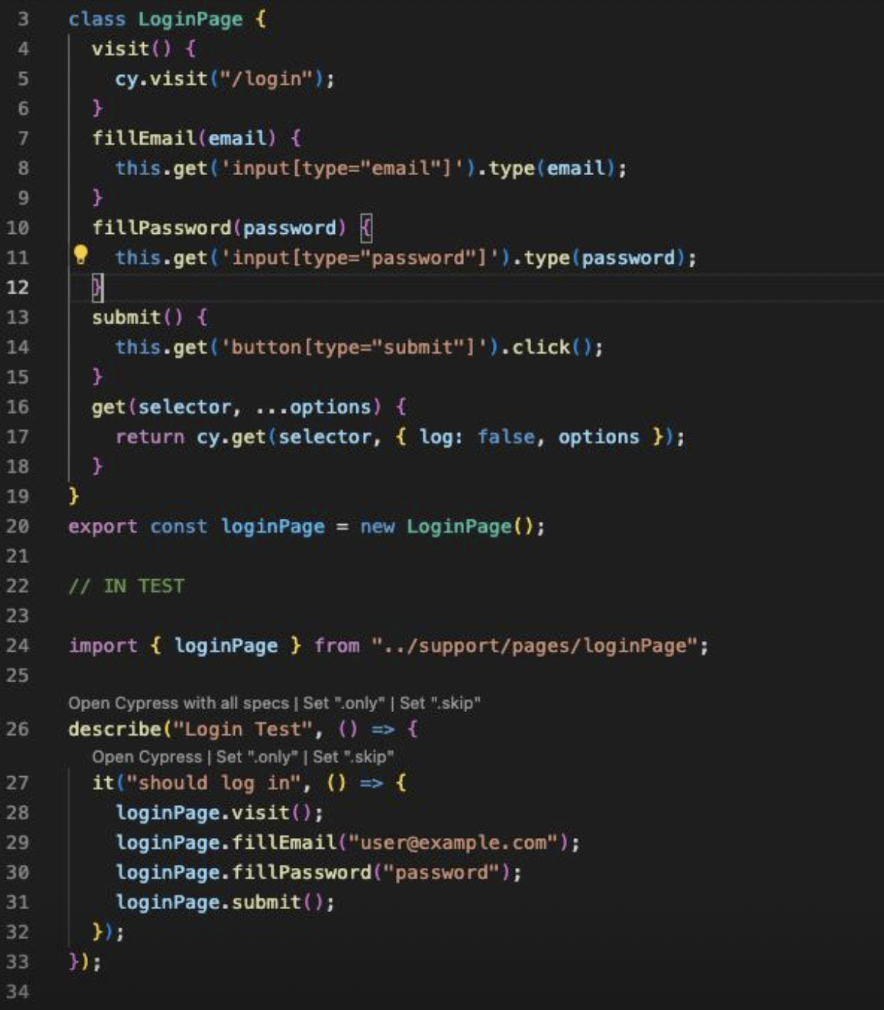 3 class LoginPage {
4 visit() {
5 cy.visit("/login");
6 }
7 fillEmail(email) {
8 this.get('input[type="email"]').type(email);
9 }
10 fillPassword(password) {
11 this.get('input[type="password"]').type(password);
12 }
13 submit() {
14 this.get('button[type="submit"]').click();
15 }
16 get(selector, ...options) {
17 return cy.get(selector, { log: false, options });
18 }
19 }
20 export const loginPage = new LoginPage();
21
22 // IN TEST
23
24 import { loginPage } from "../support/pages/loginPage";
25
Open Cypress with all specs | Set ".only" | Set ".skip"
26 describe("Login Test", () => {
Open Cypress | Set ".only" | Set ".skip"
27 it("should log in", () => {
28 loginPage.visit();
29 loginPage.fillEmail("user@example.com");
30 loginPage.fillPassword("password");
31 loginPage.submit();
32 });
33 });
34